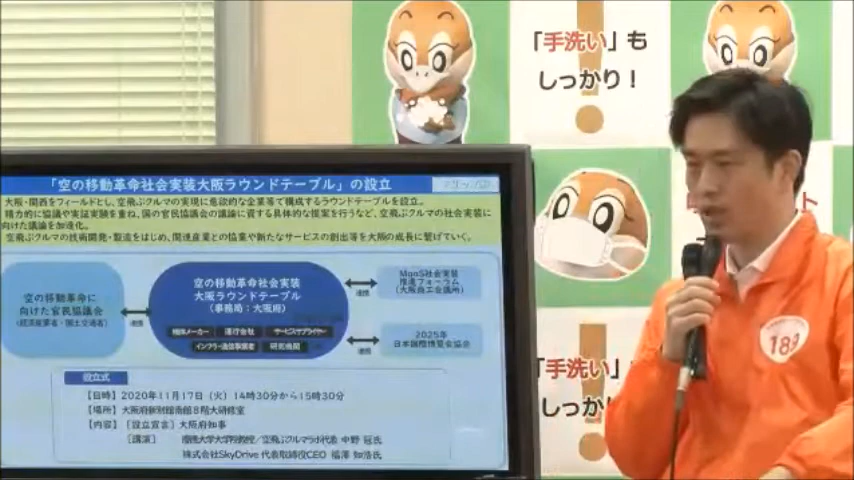 「手洗い」も
しっかり！
「空の移動革命社会実装大阪ラウンドテーブル」の設立
大阪・関西をフィールドとし、空飛ぶクルマの実現に意欲的な企業等で構成するラウンドテーブルを設立。
精力的に協議や実証実験を重ね、国の官民協議会の議論に資する具体的な提案を行うなど、空飛ぶクルマの社会実装に
向けた議論を加速化。
空飛ぶクルマの技術開発・製造をはじめ、関連産業との協業や新たなサービスの創出等を大阪の成長に繋げていく。
空の移動革命に
向けた官民協議会
（経済産業省・国土交通省）
連携
空の移動革命社会実装
大阪ラウンドテーブル
（事務局：大阪府）
機体メーカー
運行会社
サービスサプライヤー
インフラ・通信事業者
研究機関
連携
MaaS社会実装
推進フォーラム
（大阪商工会議所）
連携
2025年
日本国際博覧会協会
設立式
【日時】 2020年11月17日（火）14時30分から15時30分
【場所】 大阪府新別館南館8階大研修室
【内容】 〔設立宣言〕大阪府知事
〔講演〕 慶應大学大学院教授／空飛ぶクルマラボ代表 中野 冠氏
株式会社SkyDrive 代表取締役CEO 福澤 知浩氏
189
「手洗い」も
しっか
ト